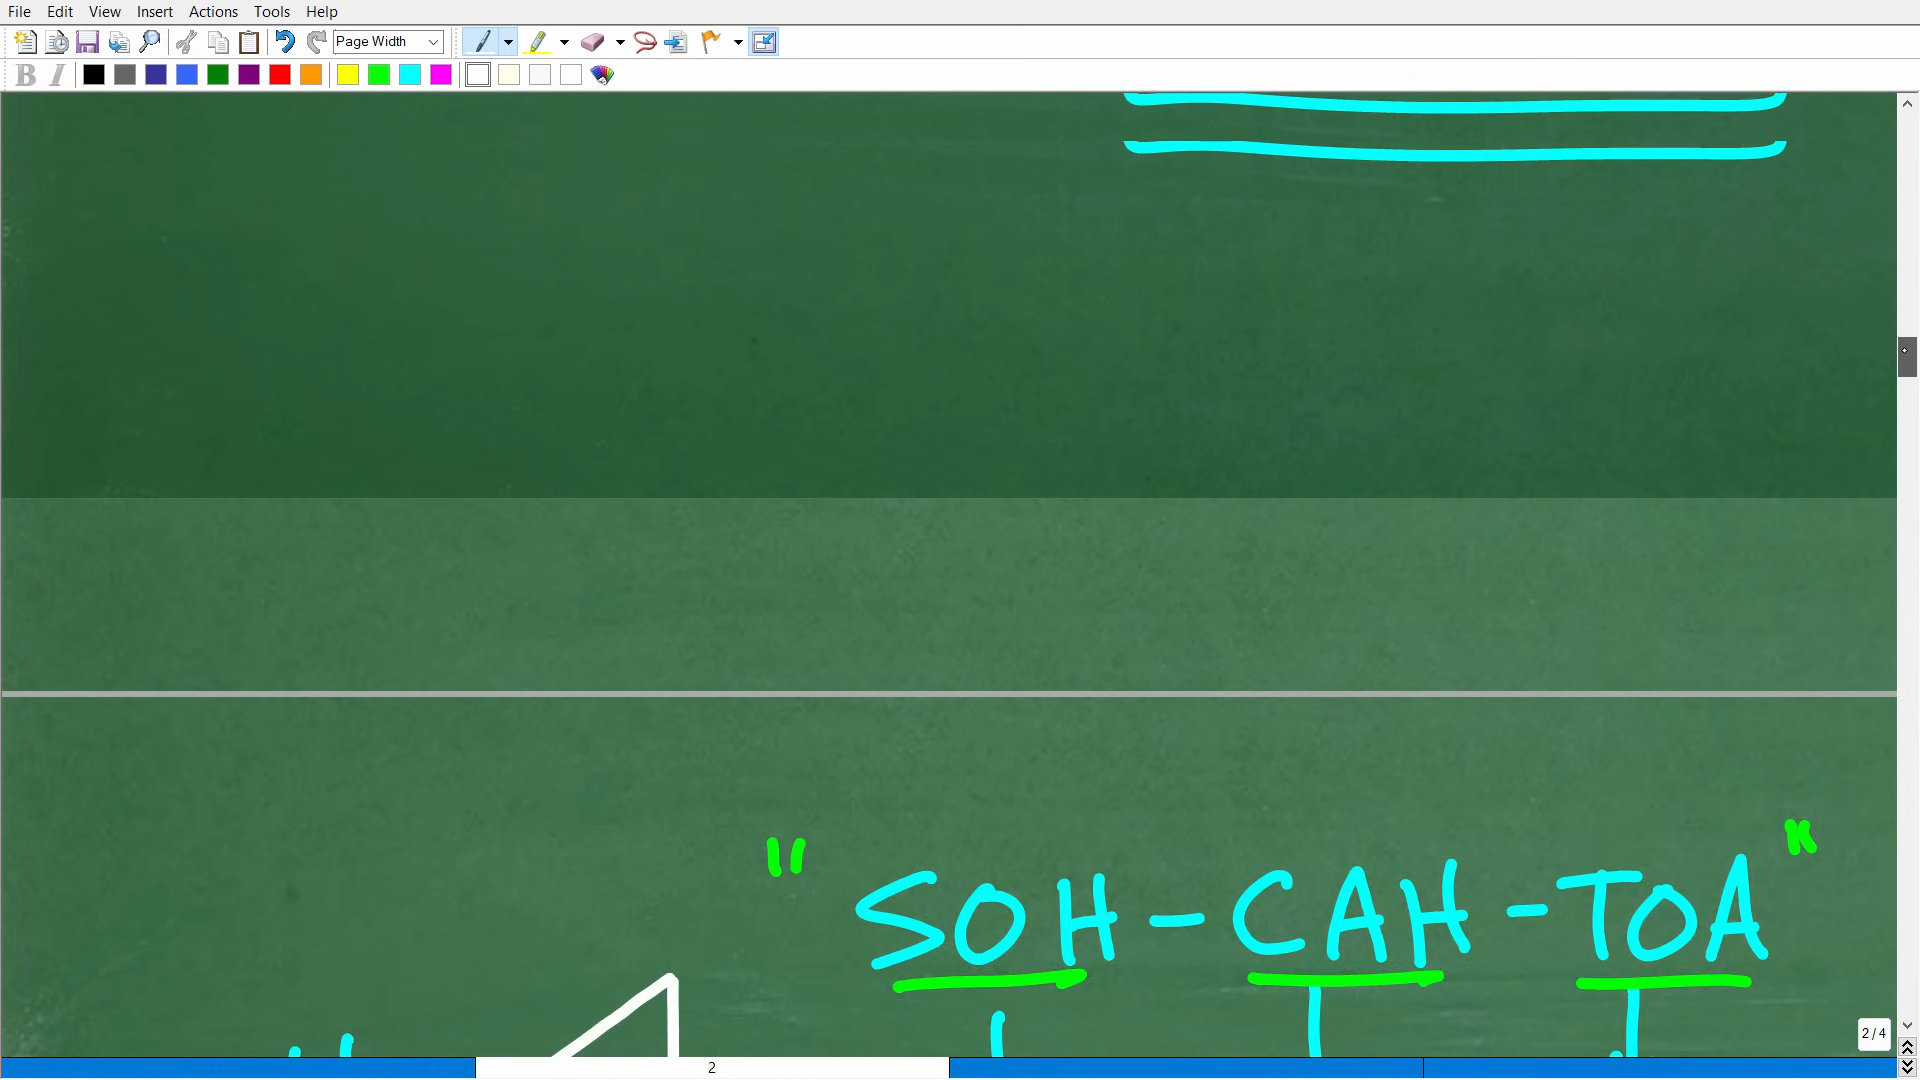 File Edit View Insert Actions Tools Help
Page Width
B I
" SOH - CAH - TOA "
2 / 4
2